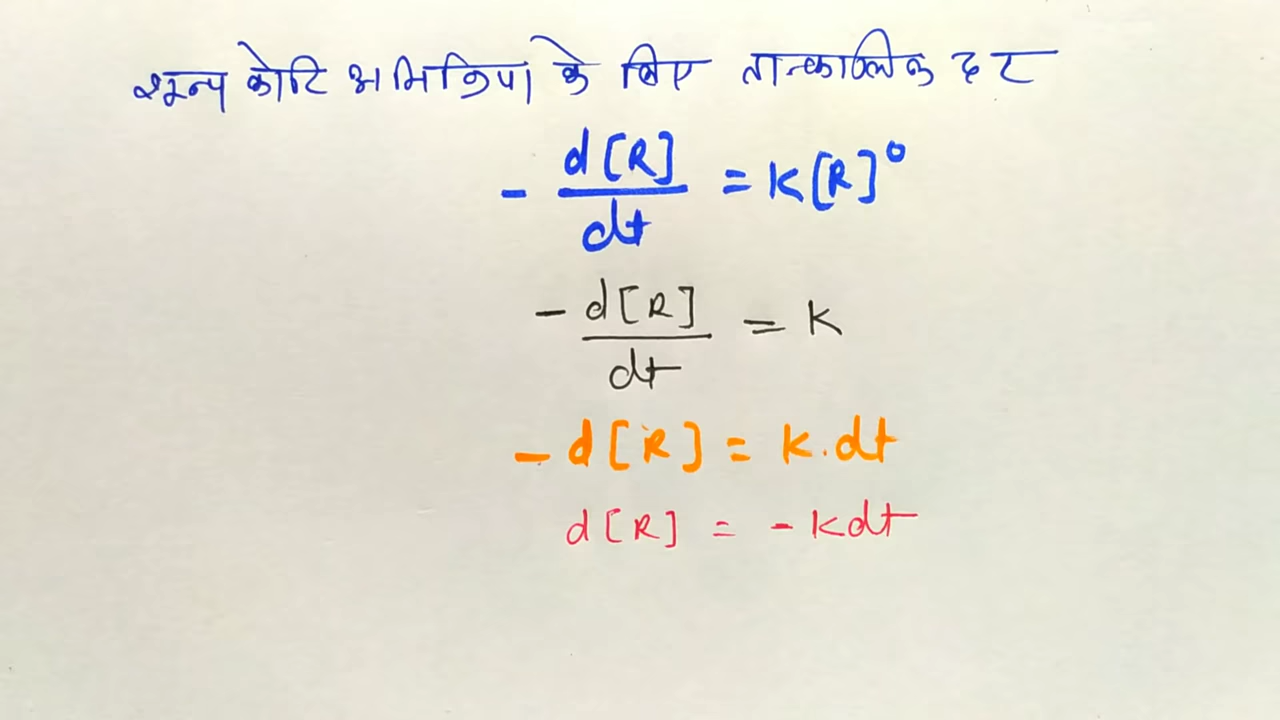 शून्य कोटि अभिक्रिया के लिए तात्कालिक दर
- d[R]/dt = K[R]⁰
- d[R]/dt = K
- d[R] = K.dt
d[R] = - Kdt